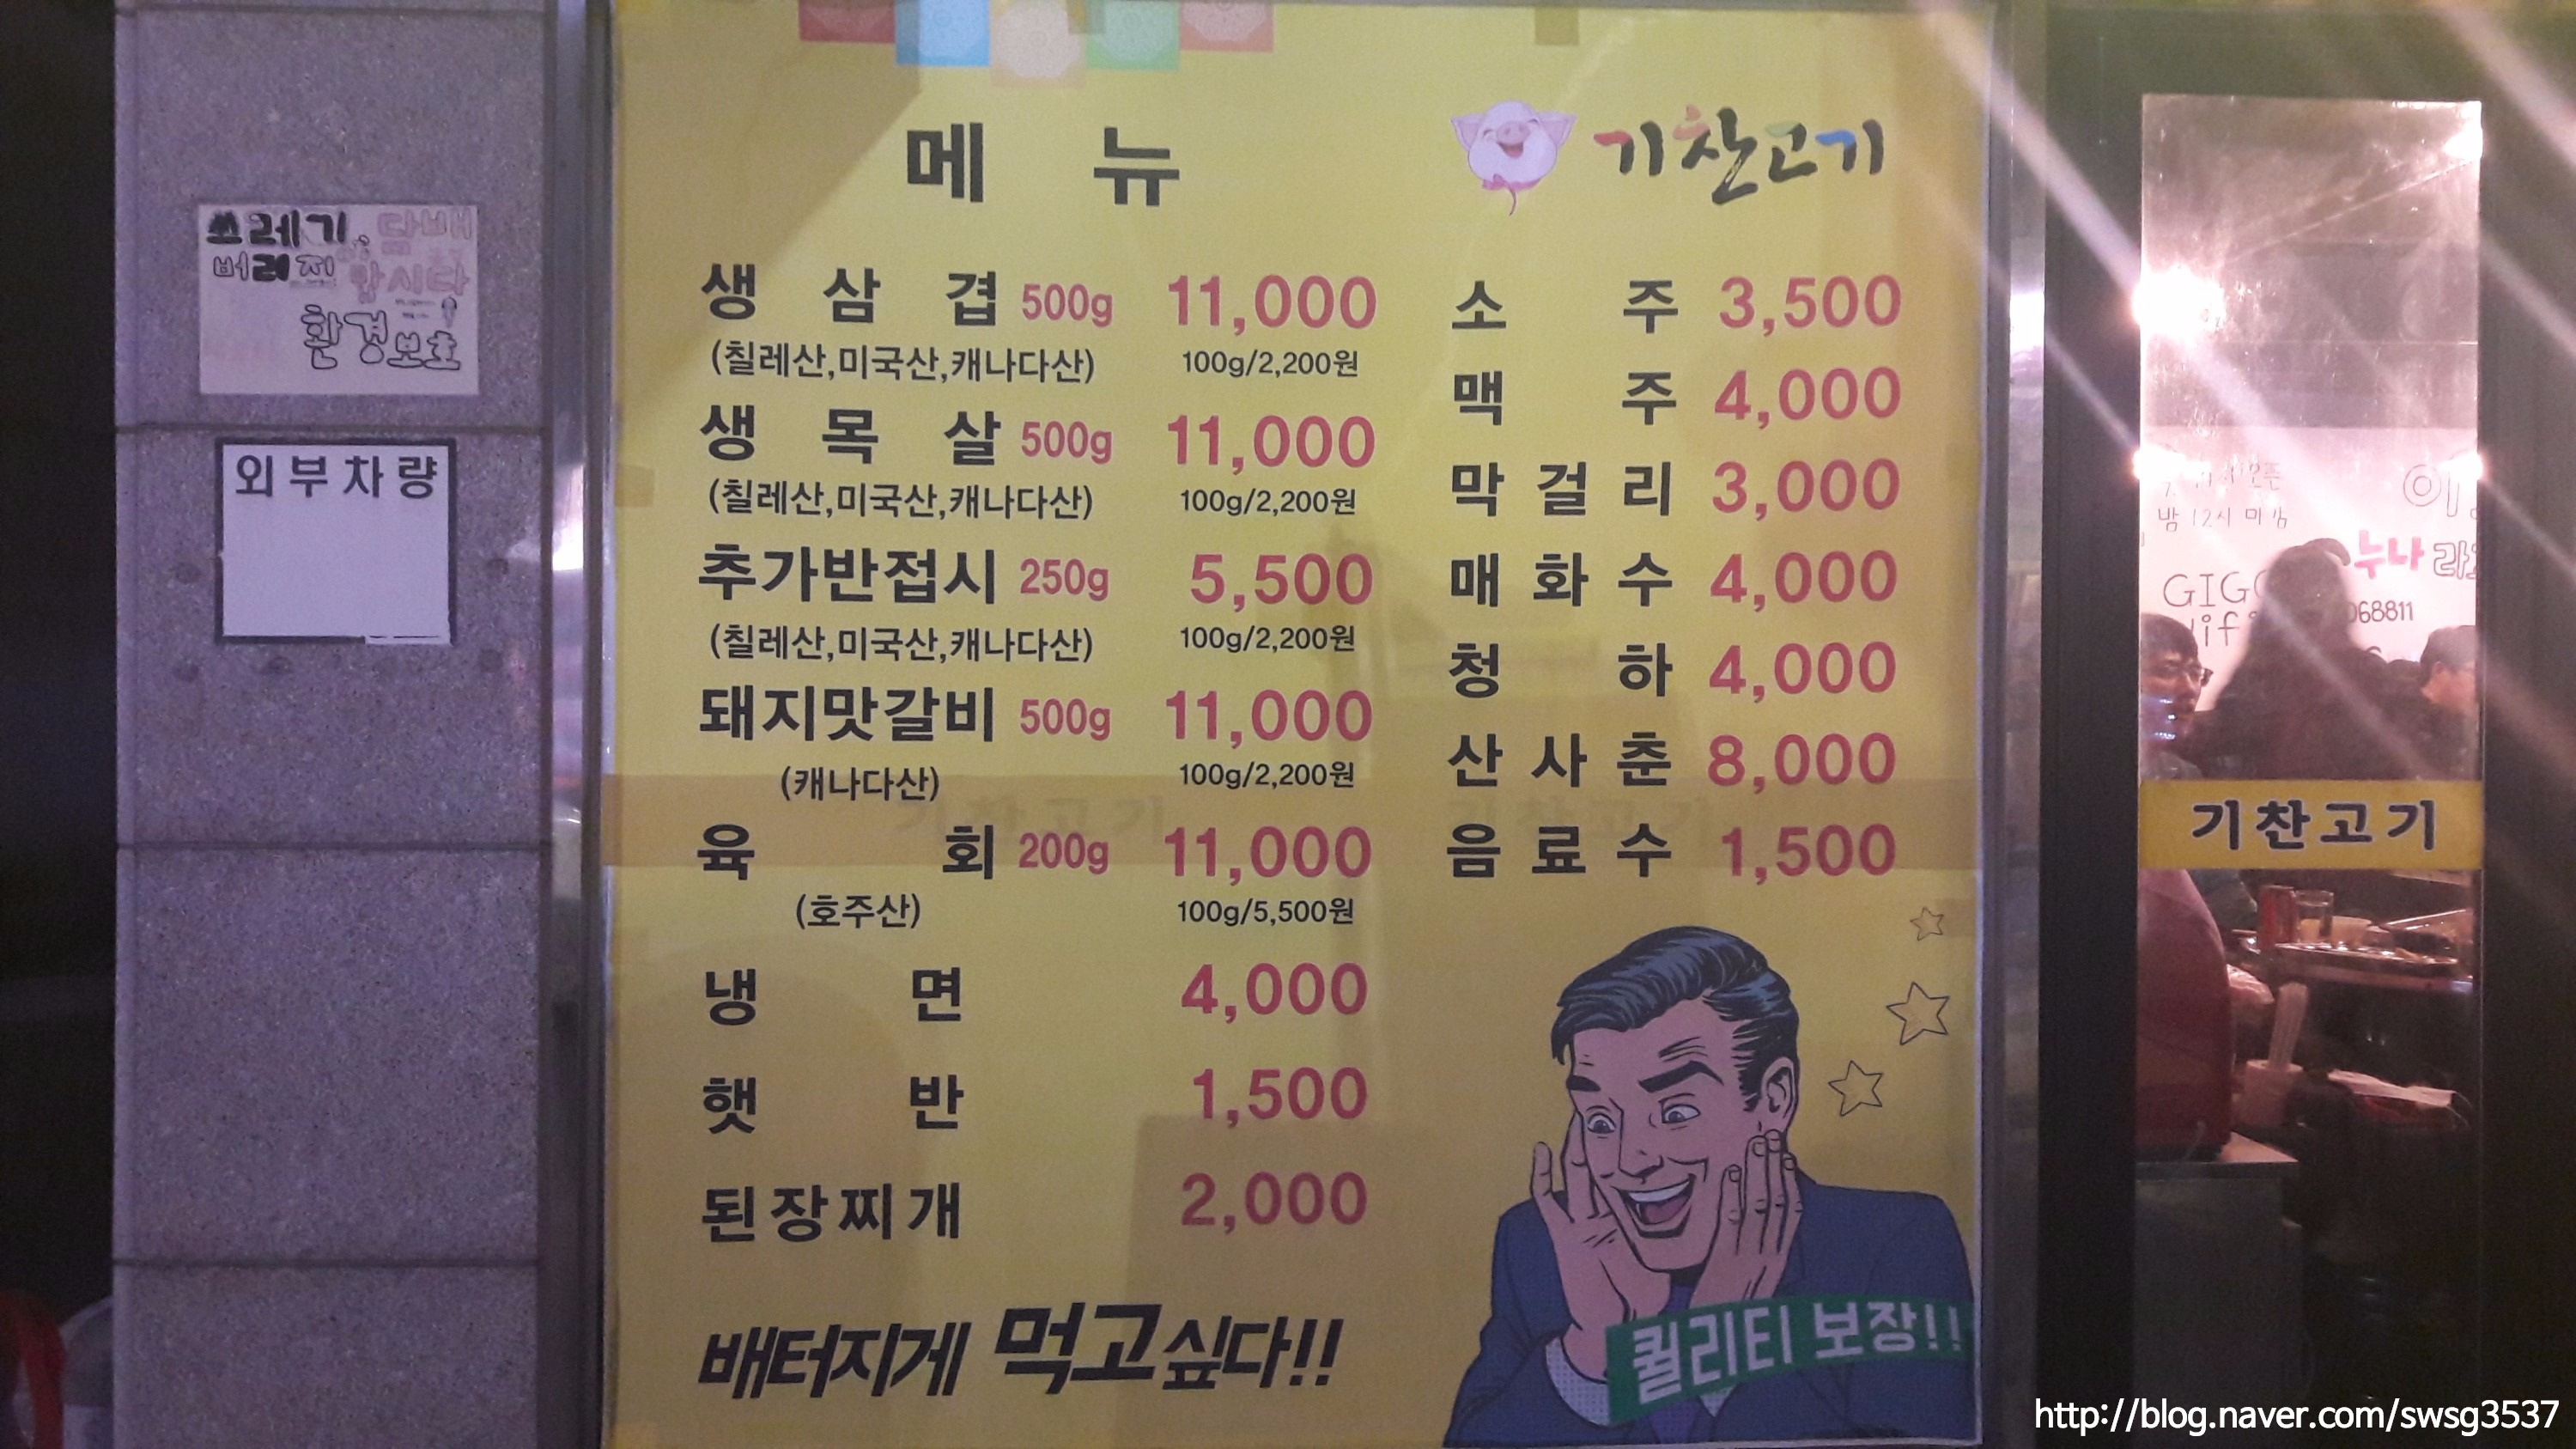 쓰레기 담배
버리지 맙시다
환경보호
외부차량
메뉴
기찬고기
생삼겹 500g 11,000
(칠레산,미국산,캐나다산) 100g/2,200원
생목살 500g 11,000
(칠레산,미국산,캐나다산) 100g/2,200원
추가반접시 250g 5,500
(칠레산,미국산,캐나다산) 100g/2,200원
돼지맛갈비 500g 11,000
(캐나다산) 100g/2,200원
육회 200g 11,000
(호주산) 100g/5,500원
냉면 4,000
햇반 1,500
된장찌개 2,000
배터지게 먹고싶다!!
소주 3,500
맥주 4,000
막걸리 3,000
매화수 4,000
청하 4,000
산사춘 8,000
음료수 1,500
퀄리티 보장!!
밤 12시 마감
누나
068811
기찬고기
http://blog.naver.com/swsg3537